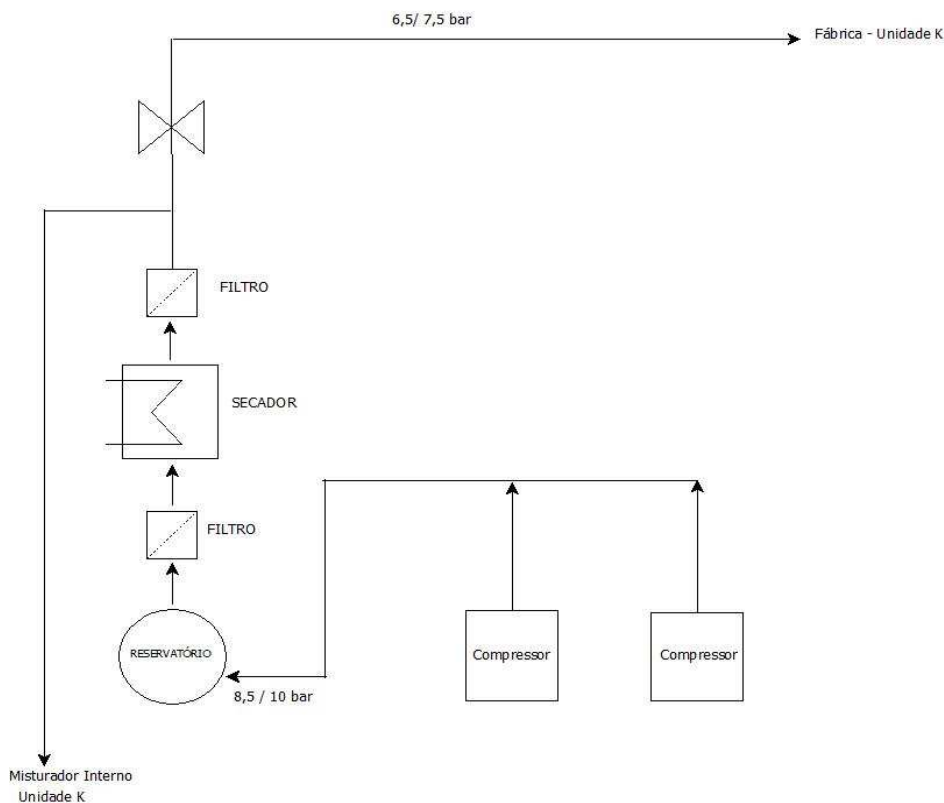 6,5/ 7,5 bar
Fábrica - Unidade K
FILTRO
SECADOR
FILTRO
RESERVATÓRIO
Compressor
Compressor
8,5 / 10 bar
Misturador Interno
Unidade K